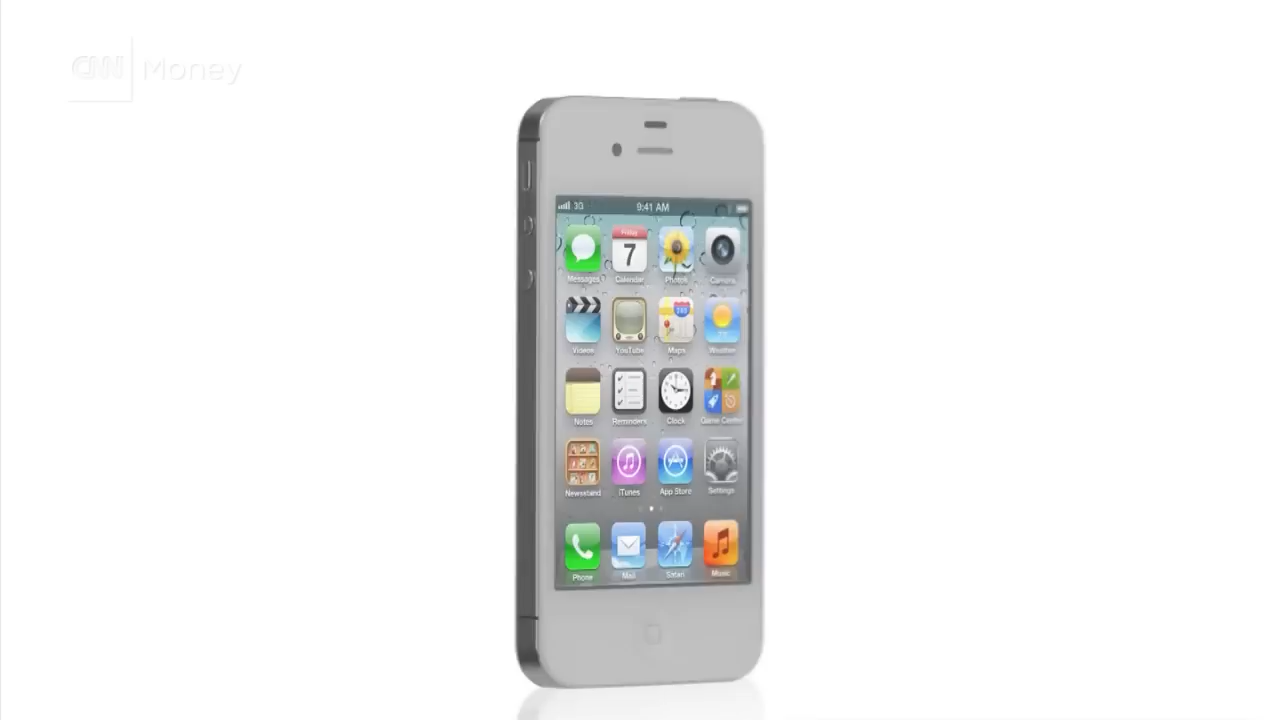 CNN Money
3G 9:41 AM
Friday
7
280
Messages Calendar Photos Camera
Videos YouTube Maps Weather
Notes Reminders Clock Game Center
Newsstand iTunes App Store Settings
Phone Mail Safari Music